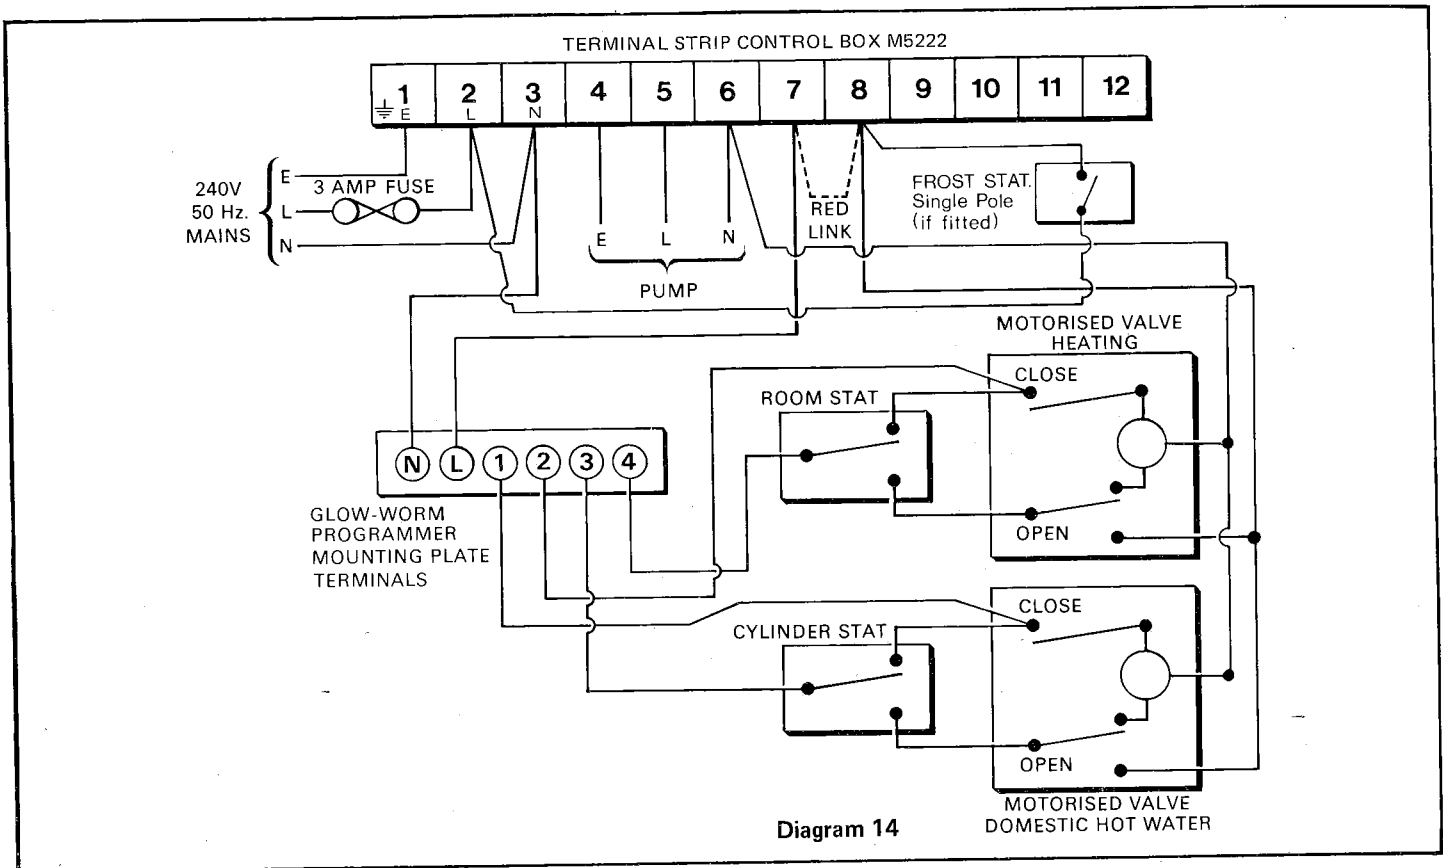 TERMINAL STRIP CONTROL BOX M5222
1 2 3 4 5 6 7 8 9 10 11 12
E L N
240V
50 Hz.
MAINS
E
L
N
3 AMP FUSE
E L N
PUMP
RED
LINK
FROST STAT.
Single Pole
(if fitted)
MOTORISED VALVE
HEATING
CLOSE
OPEN
ROOM STAT
N L 1 2 3 4
GLOW-WORM
PROGRAMMER
MOUNTING PLATE
TERMINALS
CYLINDER STAT
CLOSE
OPEN
MOTORISED VALVE
DOMESTIC HOT WATER
Diagram 14